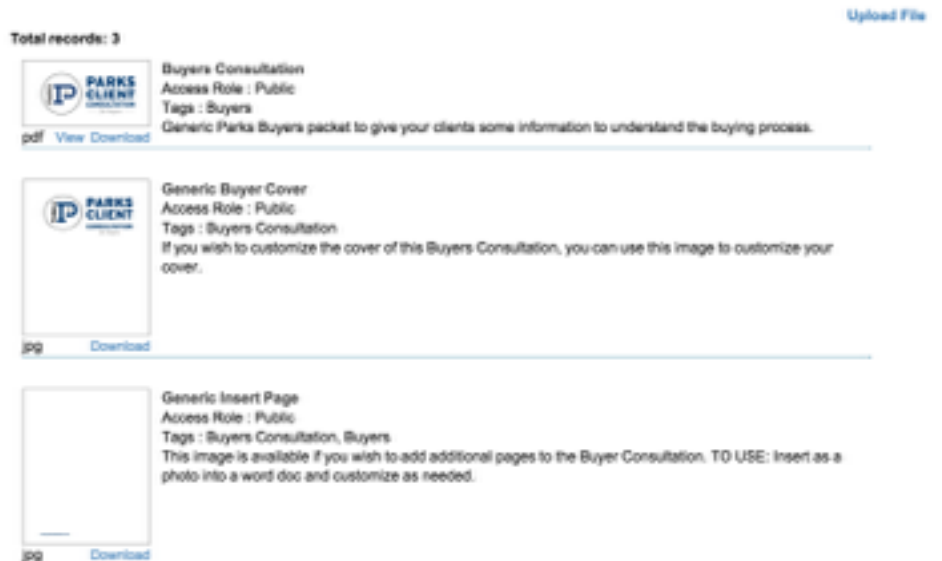 Upload File
Total records: 3
PARKS
CLIENT
CONSULTATION
Buyers Consultation
Access Role : Public
Tags : Buyers
Generic Parks Buyers packet to give your clients some information to understand the buying process.
pdf View Download
PARKS
CLIENT
Generic Buyer Cover
Access Role : Public
Tags : Buyers Consultation
If you wish to customize the cover of this Buyers Consultation, you can use this image to customize your
cover.
jpg Download
Generic Insert Page
Access Role : Public
Tags : Buyers Consultation, Buyers
This image is available if you wish to add additional pages to the Buyer Consultation. TO USE: Insert as a
photo into a word doc and customize as needed.
jpg Download